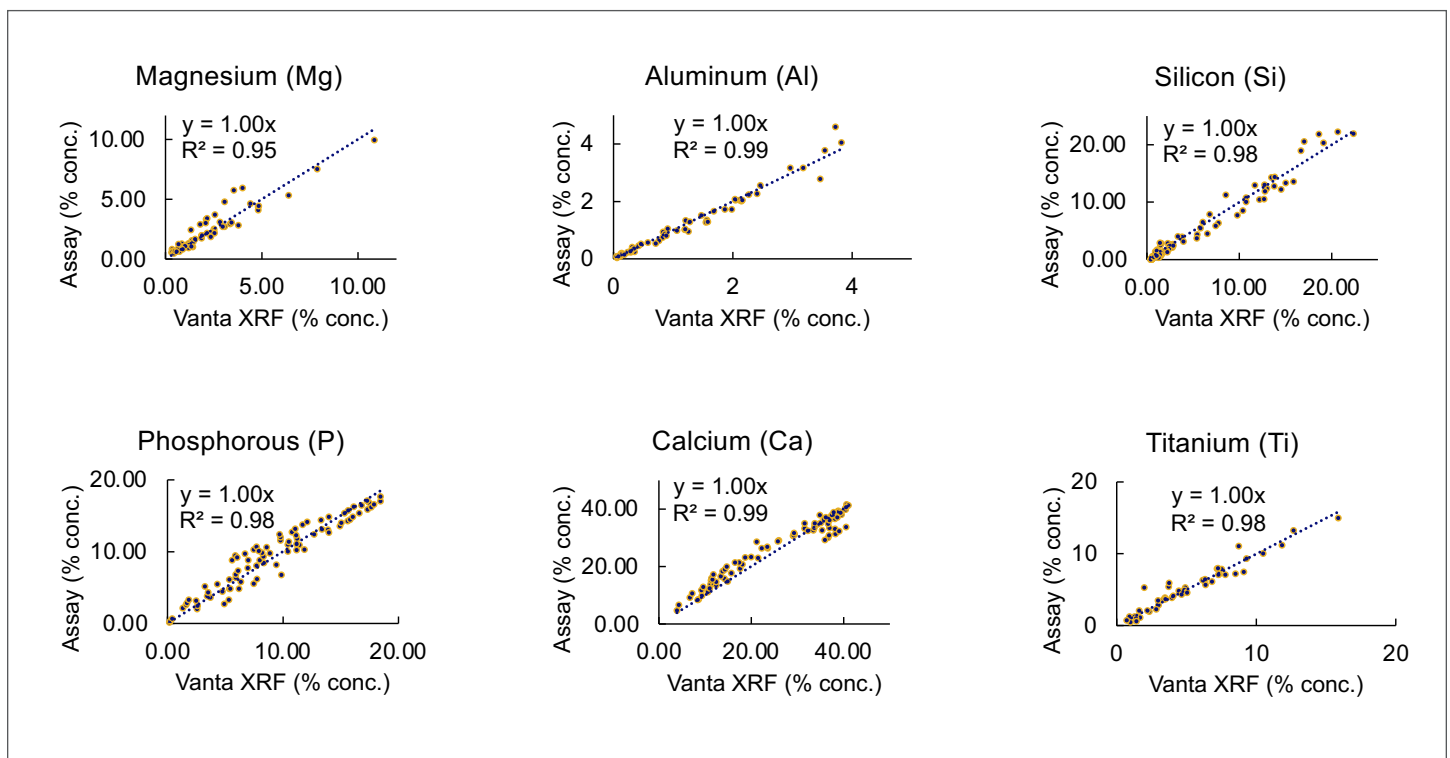 Magnesium (Mg)
y = 1.00x
R² = 0.95
10.00
5.00
0.00
0.00 5.00 10.00
Assay (% conc.)
Vanta XRF (% conc.)
Aluminum (Al)
y = 1.00x
R² = 0.99
4
2
0
0 2 4
Assay (% conc.)
Vanta XRF (% conc.)
Silicon (Si)
y = 1.00x
R² = 0.98
20.00
10.00
0.00
0.00 10.00 20.00
Assay (% conc.)
Vanta XRF (% conc.)
Phosphorous (P)
y = 1.00x
R² = 0.98
20.00
10.00
0.00
0.00 10.00 20.00
Assay (% conc.)
Vanta XRF (% conc.)
Calcium (Ca)
y = 1.00x
R² = 0.99
40.00
20.00
0.00
0.00 20.00 40.00
Assay (% conc.)
Vanta XRF (% conc.)
Titanium (Ti)
y = 1.00x
R² = 0.98
20
10
0
0 10 20
Assay (% conc.)
Vanta XRF (% conc.)